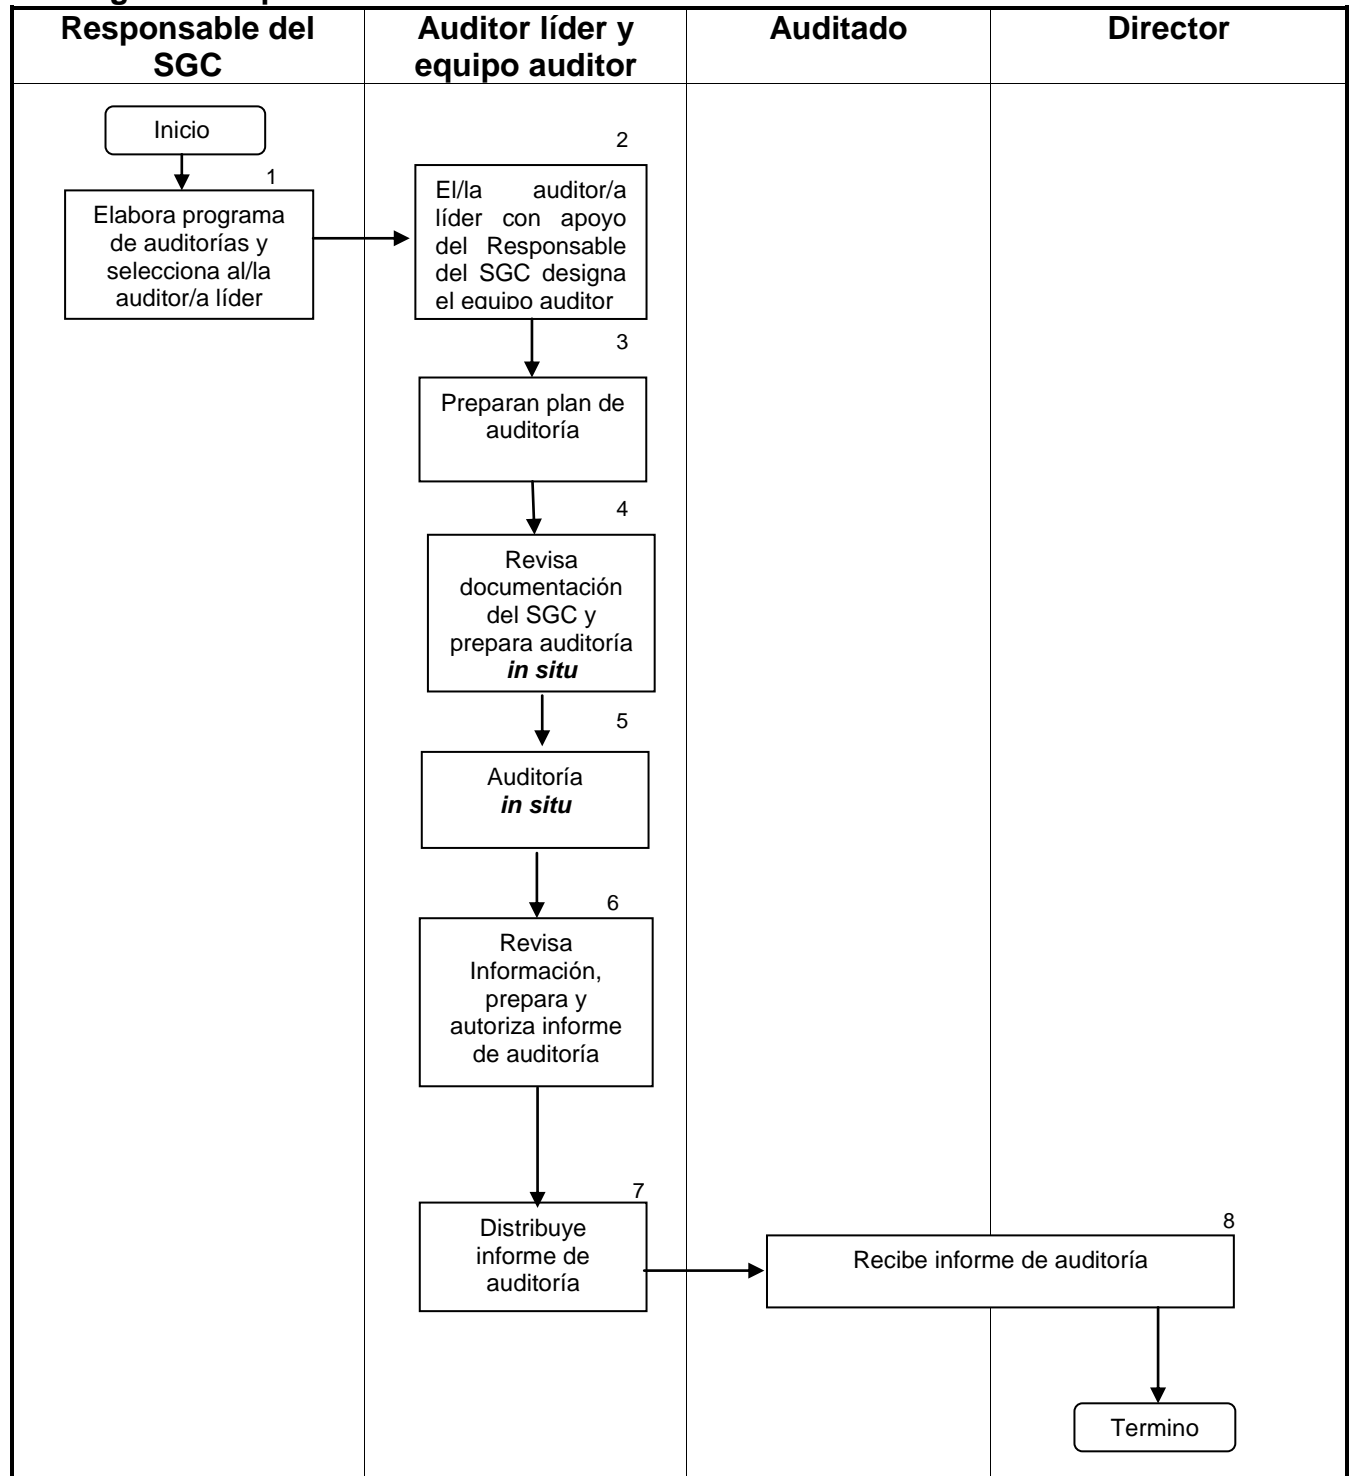 Responsable del
SGC
Auditor líder y
equipo auditor
Auditado
Director
Inicio
1
Elabora programa
de auditorías y
selecciona al/la
auditor/a líder
2
El/la auditor/a
líder con apoyo
del Responsable
del SGC designa
el equipo auditor
3
Preparan plan de
auditoría
4
Revisa
documentación
del SGC y
prepara auditoría
in situ
5
Auditoría
in situ
6
Revisa
Información,
prepara y
autoriza informe
de auditoría
7
Distribuye
informe de
auditoría
8
Recibe informe de auditoría
Termino